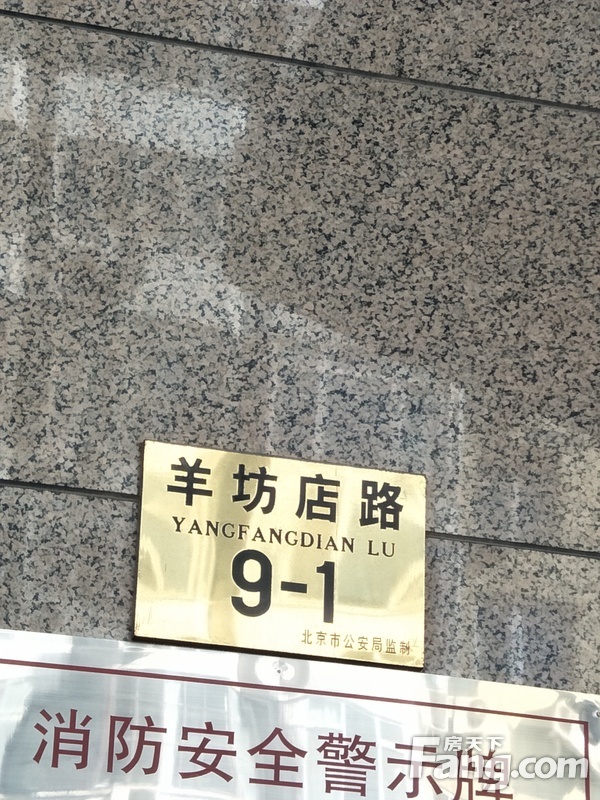 羊坊店路
YANGFANGDIAN LU
9-1
北京市公安局监制
消防安全警示牌
房天下
Fang.com